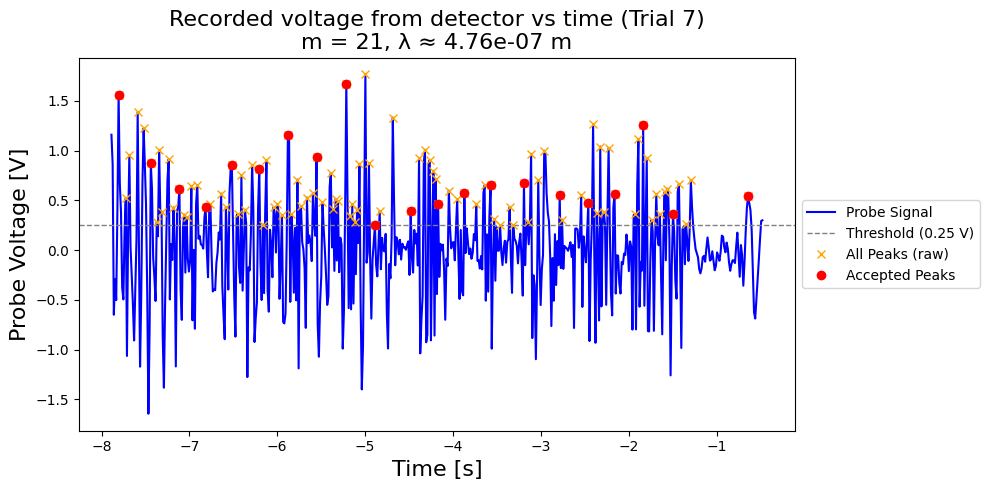 Recorded voltage from detector vs time (Trial 7)
m = 21, λ ≈ 4.76e-07 m
Probe Voltage [V]
1.5
1.0
0.5
0.0
−0.5
−1.0
−1.5
−8
−7
−6
−5
−4
−3
−2
−1
Time [s]
Probe Signal
Threshold (0.25 V)
All Peaks (raw)
Accepted Peaks